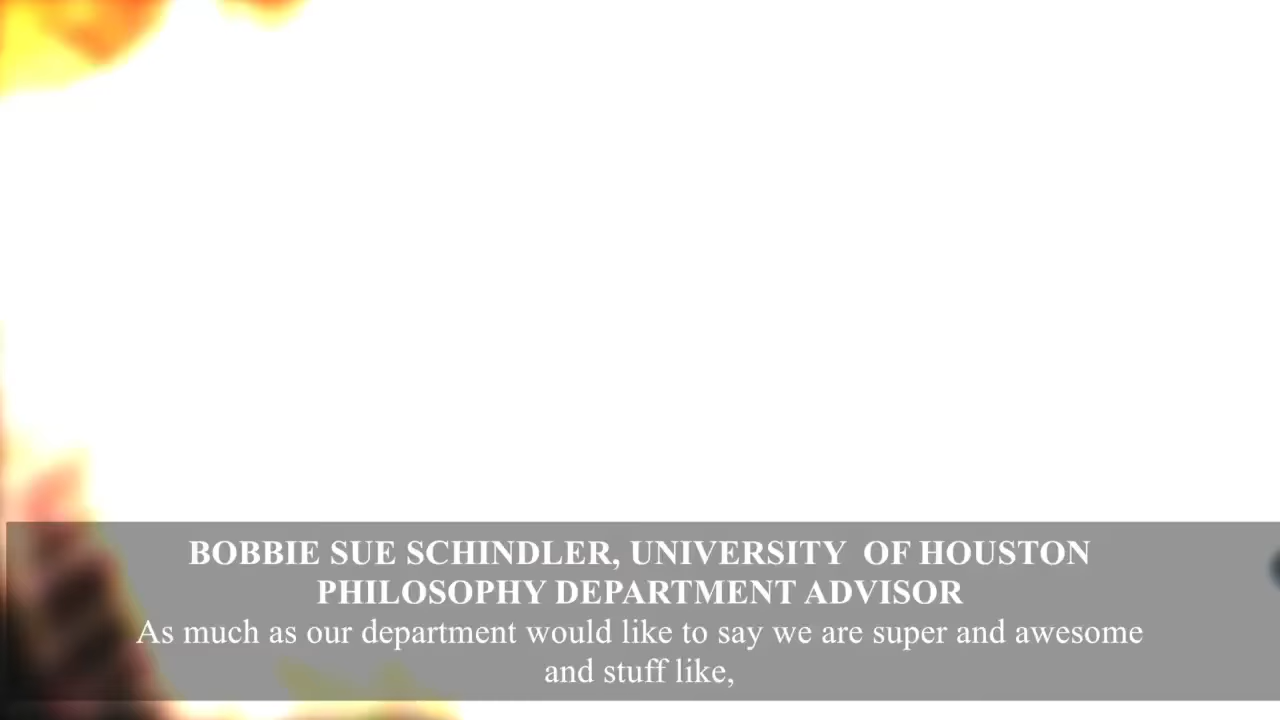 BOBBIE SUE SCHINDLER, UNIVERSITY  OF HOUSTON
PHILOSOPHY DEPARTMENT ADVISOR
As much as our department would like to say we are super and awesome
and stuff like,